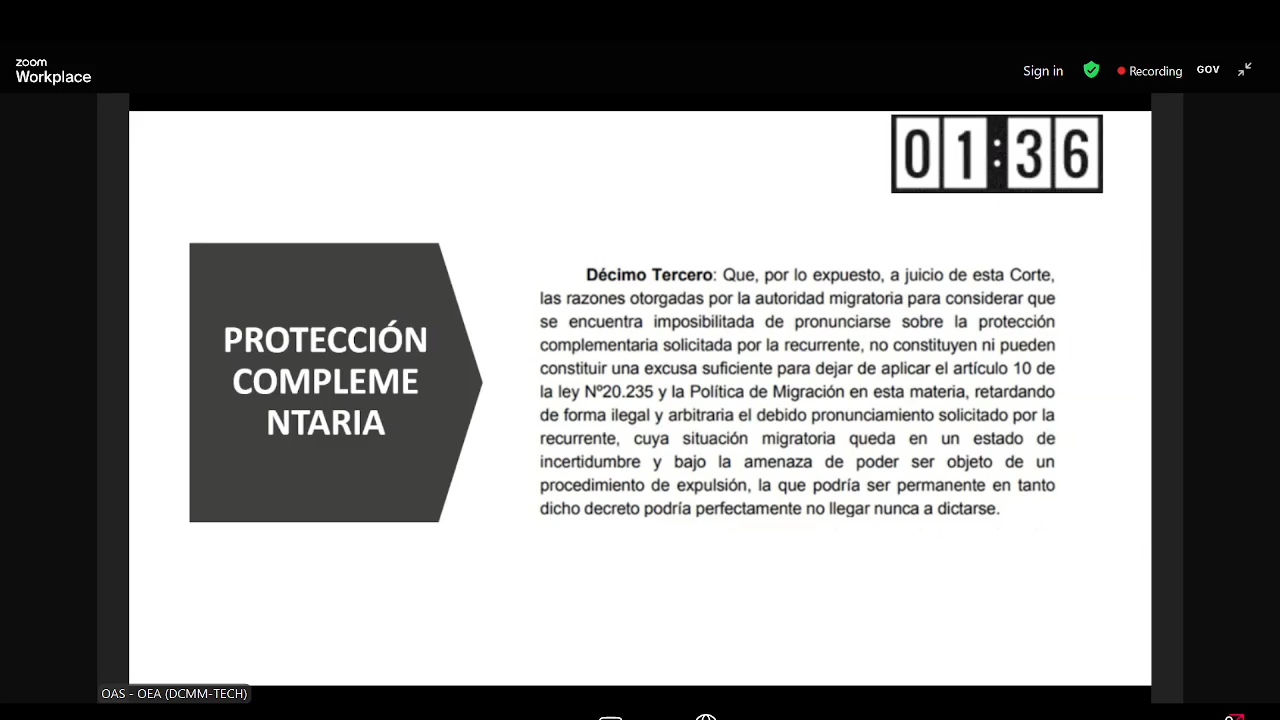 zoom
Workplace
Sign in
Recording
GOV
01:36
PROTECCIÓN
COMPLEME
NTARIA
Décimo Tercero: Que, por lo expuesto, a juicio de esta Corte,
las razones otorgadas por la autoridad migratoria para considerar que
se encuentra imposibilitada de pronunciarse sobre la protección
complementaria solicitada por la recurrente, no constituyen ni pueden
constituir una excusa suficiente para dejar de aplicar el artículo 10 de
la ley Nº20.235 y la Política de Migración en esta materia, retardando
de forma ilegal y arbitraria el debido pronunciamiento solicitado por la
recurrente, cuya situación migratoria queda en un estado de
incertidumbre y bajo la amenaza de poder ser objeto de un
procedimiento de expulsión, la que podría ser permanente en tanto
dicho decreto podría perfectamente no llegar nunca a dictarse.
OAS - OEA (DCMM-TECH)